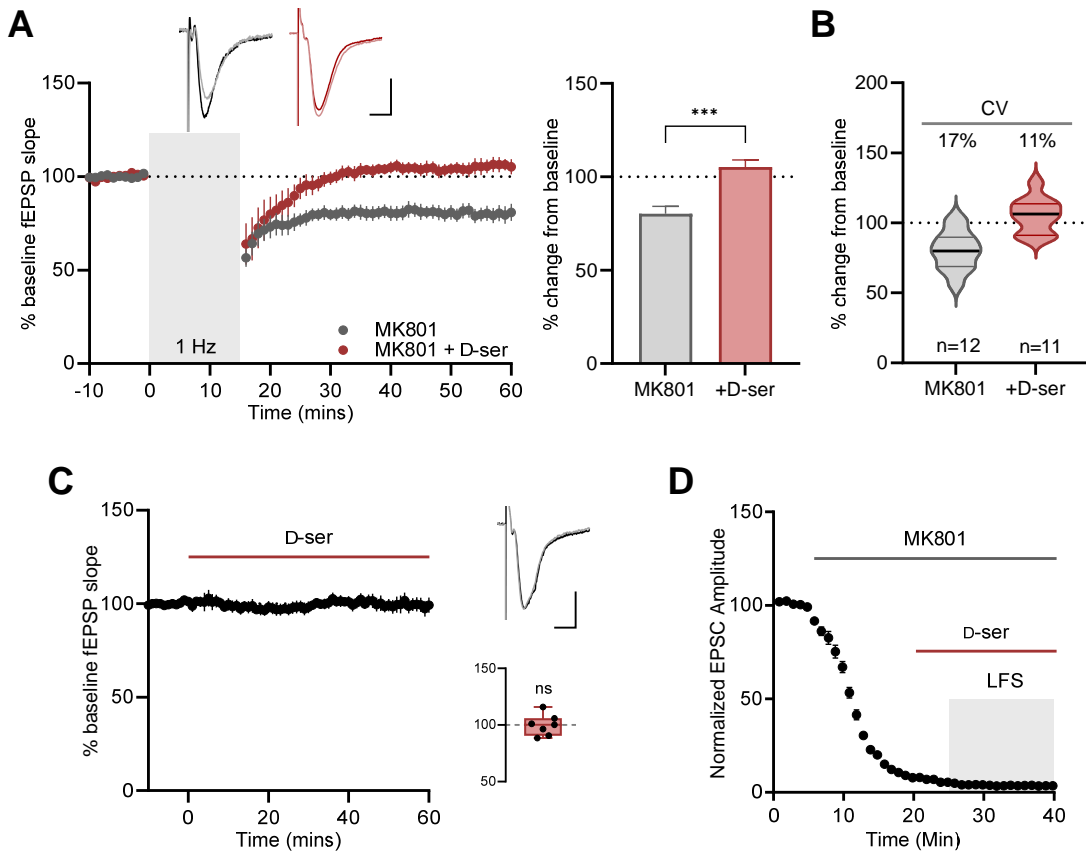 A
% baseline fEPSP slope
150
100
50
0
1 Hz
MK801
MK801 + D-ser
-10 0 10 20 30 40 50 60
Time (mins)
% change from baseline
150
100
50
0
***
MK801 +D-ser
B
% change from baseline
200
150
100
50
0
CV
17% 11%
n=12 n=11
MK801 +D-ser
C
% baseline fEPSP slope
150
100
50
0
D-ser
0 20 40 60
Time (mins)
150
100
50
ns
D
Normalized EPSC Amplitude
150
100
50
0
MK801
D-ser
LFS
0 10 20 30 40
Time (Min)